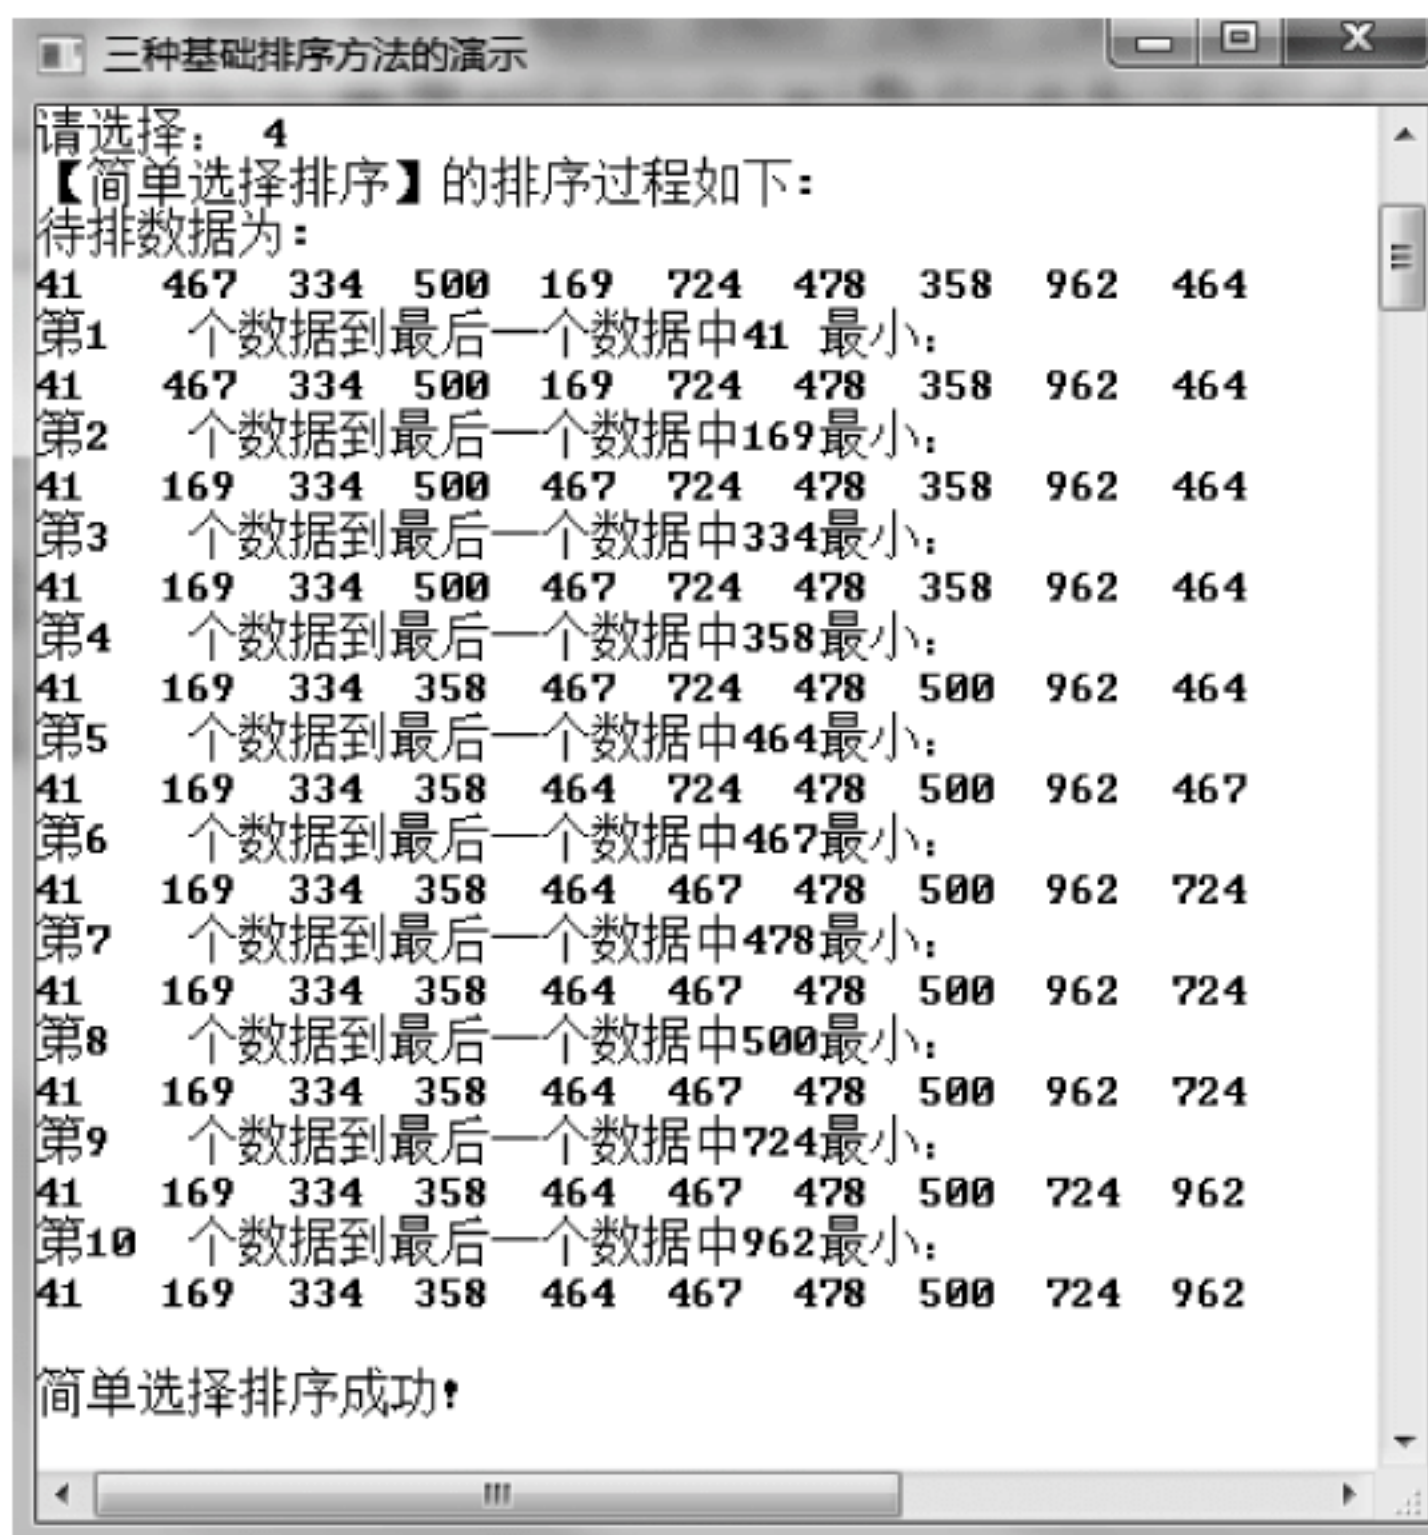 三种基础排序方法的演示
请选择： 4
【简单选择排序】的排序过程如下：
待排数据为：
41 467 334 500 169 724 478 358 962 464
第1 个数据到最后一个数据中41 最小：
41 467 334 500 169 724 478 358 962 464
第2 个数据到最后一个数据中169最小：
41 169 334 500 467 724 478 358 962 464
第3 个数据到最后一个数据中334最小：
41 169 334 500 467 724 478 358 962 464
第4 个数据到最后一个数据中358最小：
41 169 334 358 467 724 478 500 962 464
第5 个数据到最后一个数据中464最小：
41 169 334 358 464 724 478 500 962 467
第6 个数据到最后一个数据中467最小：
41 169 334 358 464 467 478 500 962 724
第7 个数据到最后一个数据中478最小：
41 169 334 358 464 467 478 500 962 724
第8 个数据到最后一个数据中500最小：
41 169 334 358 464 467 478 500 962 724
第9 个数据到最后一个数据中724最小：
41 169 334 358 464 467 478 500 724 962
第10 个数据到最后一个数据中962最小：
41 169 334 358 464 467 478 500 724 962
简单选择排序成功！